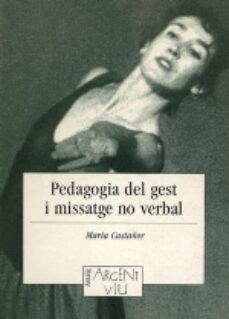 Pedagogia del gest
i missatge no verbal
Marta Castañer
ARGENT
VIU